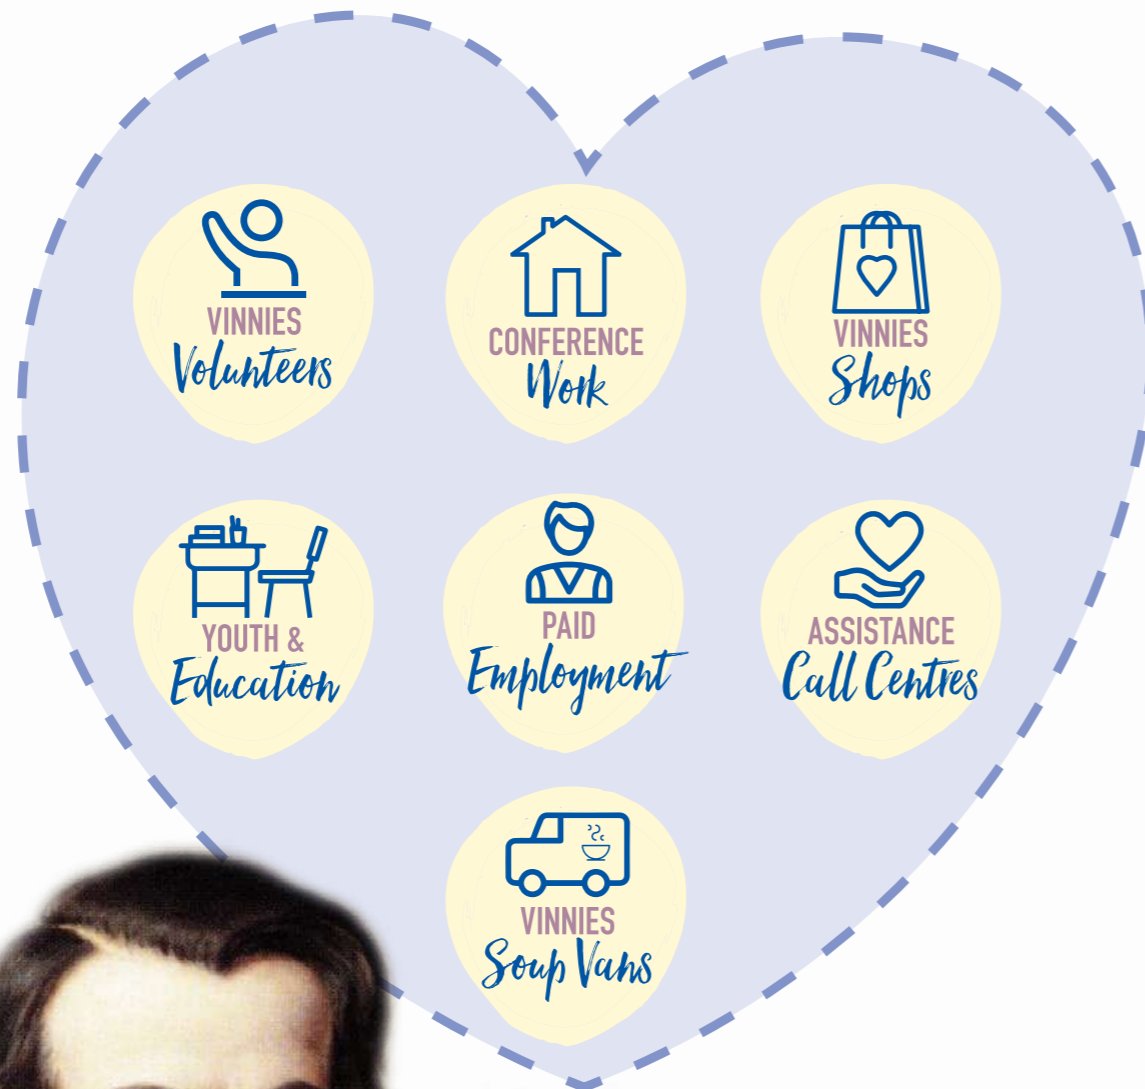 VINNIES
Volunteers
CONFERENCE
Work
VINNIES
Shops
YOUTH &
Education
PAID
Employment
ASSISTANCE
Call Centres
VINNIES
Soup Vans